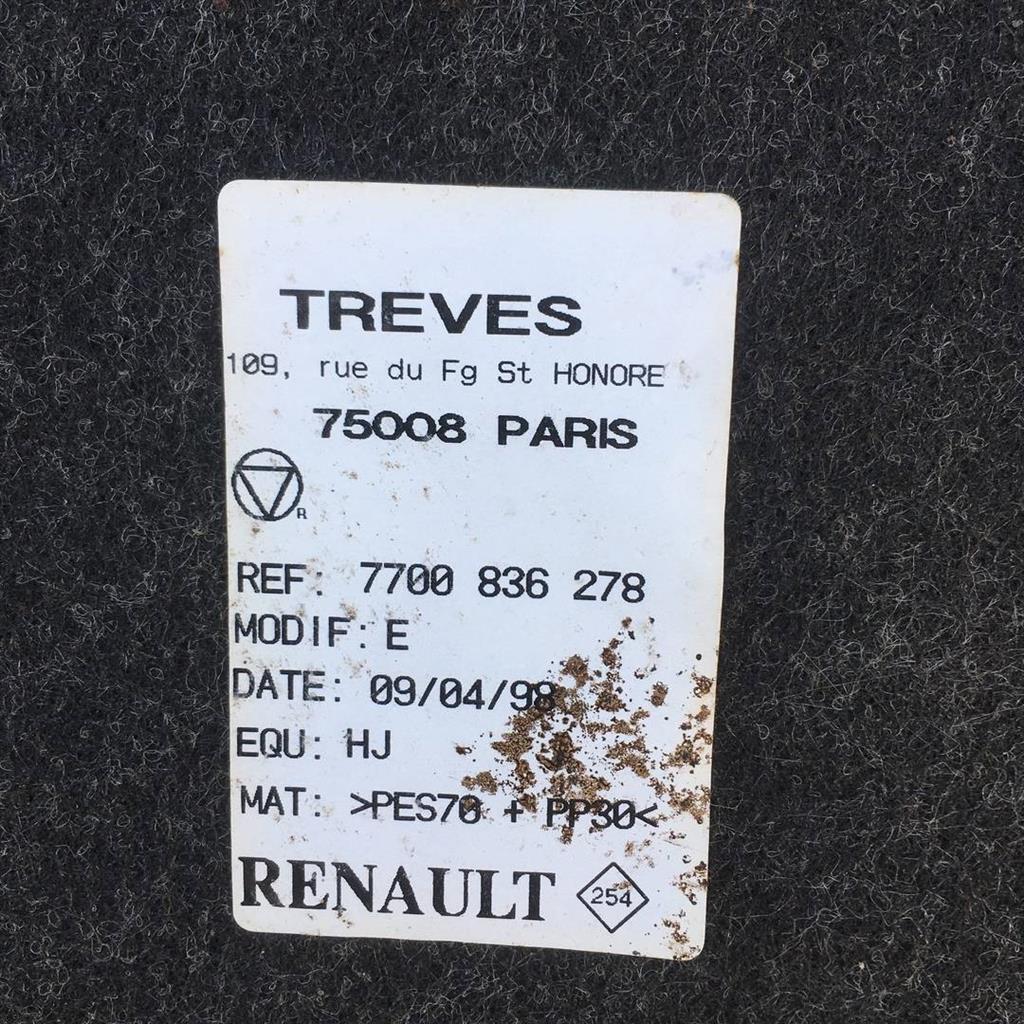 TREVES
109, rue du Fg St HONORE
75008 PARIS
R
REF: 7700 836 278
MODIF: E
DATE: 09/04/98
EQU: HJ
MAT: >PES70 + PP30<
RENAULT 254